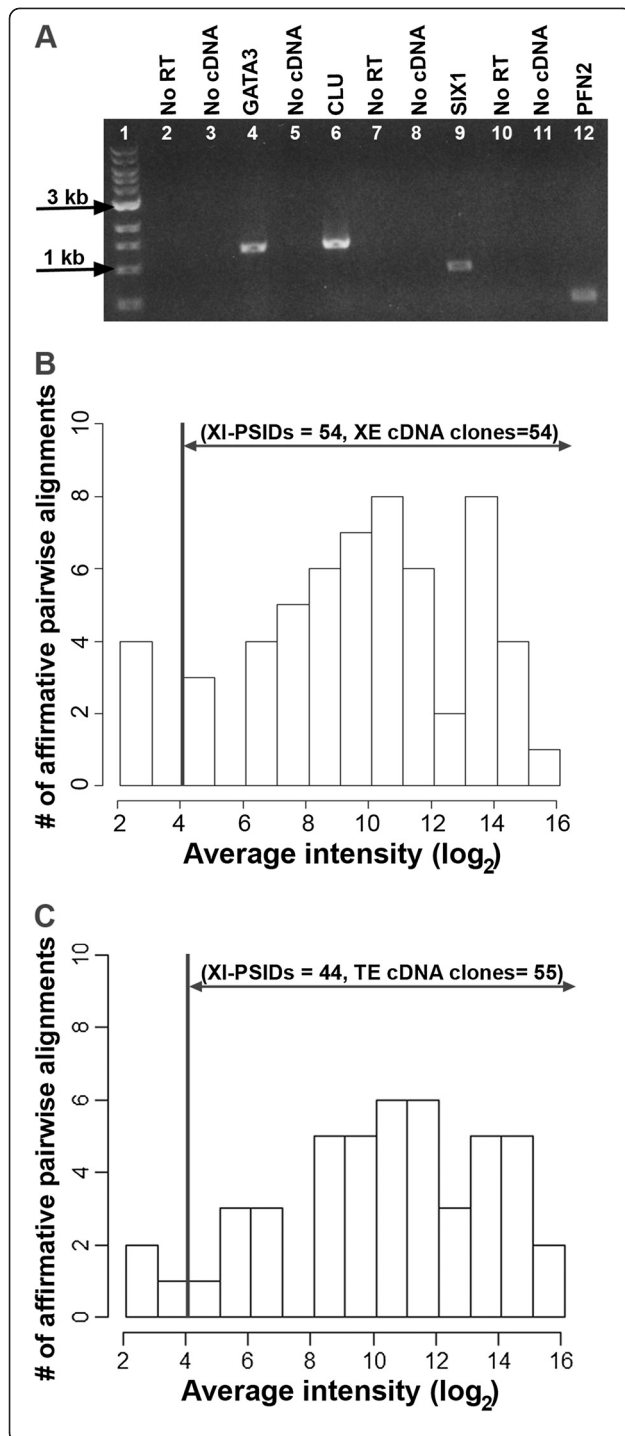 A
No RT
No cDNA
GATA3
No cDNA
CLU
No RT
No cDNA
SIX1
No RT
No cDNA
PFN2
1 2 3 4 5 6 7 8 9 10 11 12
3 kb
1 kb
B
# of affirmative pairwise alignments
10
8
6
4
2
0
(XI-PSIDs = 54, XE cDNA clones=54)
2 4 6 8 10 12 14 16
Average intensity (log2)
C
# of affirmative pairwise alignments
10
8
6
4
2
0
(XI-PSIDs = 44, TE cDNA clones= 55)
2 4 6 8 10 12 14 16
Average intensity (log2)